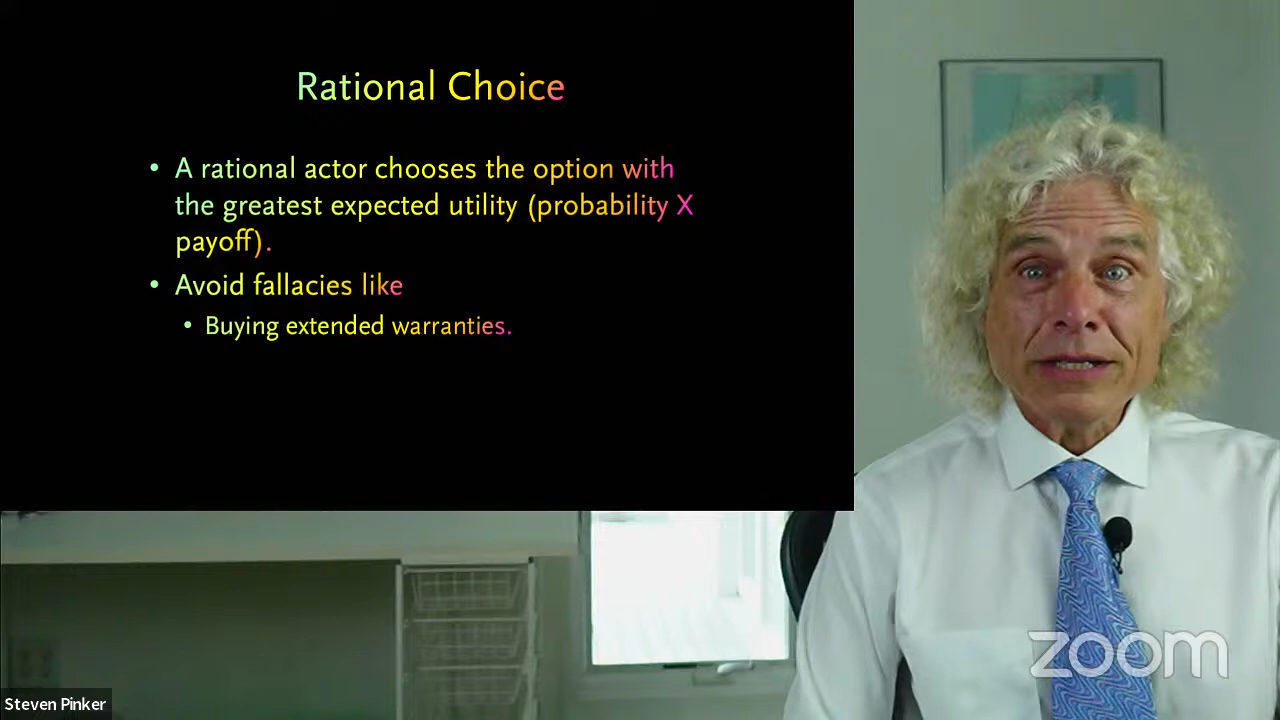 Rational Choice
• A rational actor chooses the option with
the greatest expected utility (probability X
payoff).
• Avoid fallacies like
• Buying extended warranties.
zoom
Steven Pinker